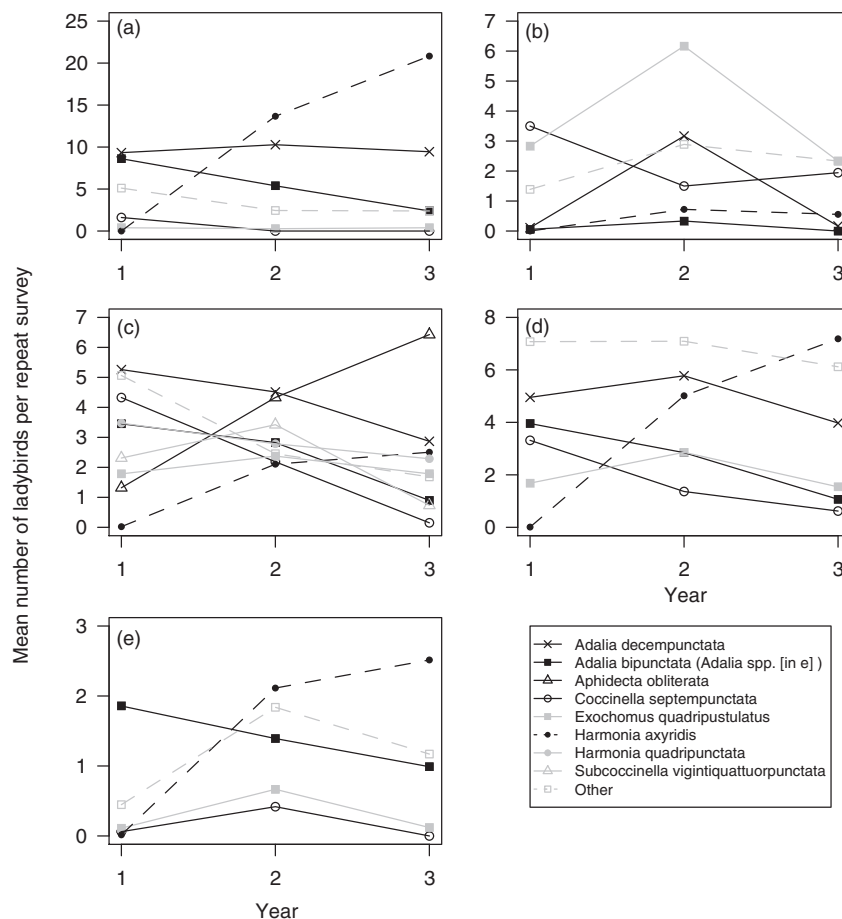 Mean number of ladybirds per repeat survey
(a)
25
20
15
10
5
0
1 2 3
(b)
7
6
5
4
3
2
1
0
1 2 3
(c)
7
6
5
4
3
2
1
0
1 2 3
(d)
8
6
4
2
0
1 2 3
Year
(e)
3
2
1
0
1 2 3
Year
Adalia decempunctata
Adalia bipunctata (Adalia spp. [in e] )
Aphidecta obliterata
Coccinella septempunctata
Exochomus quadripustulatus
Harmonia axyridis
Harmonia quadripunctata
Subcoccinella vigintiquattuorpunctata
Other